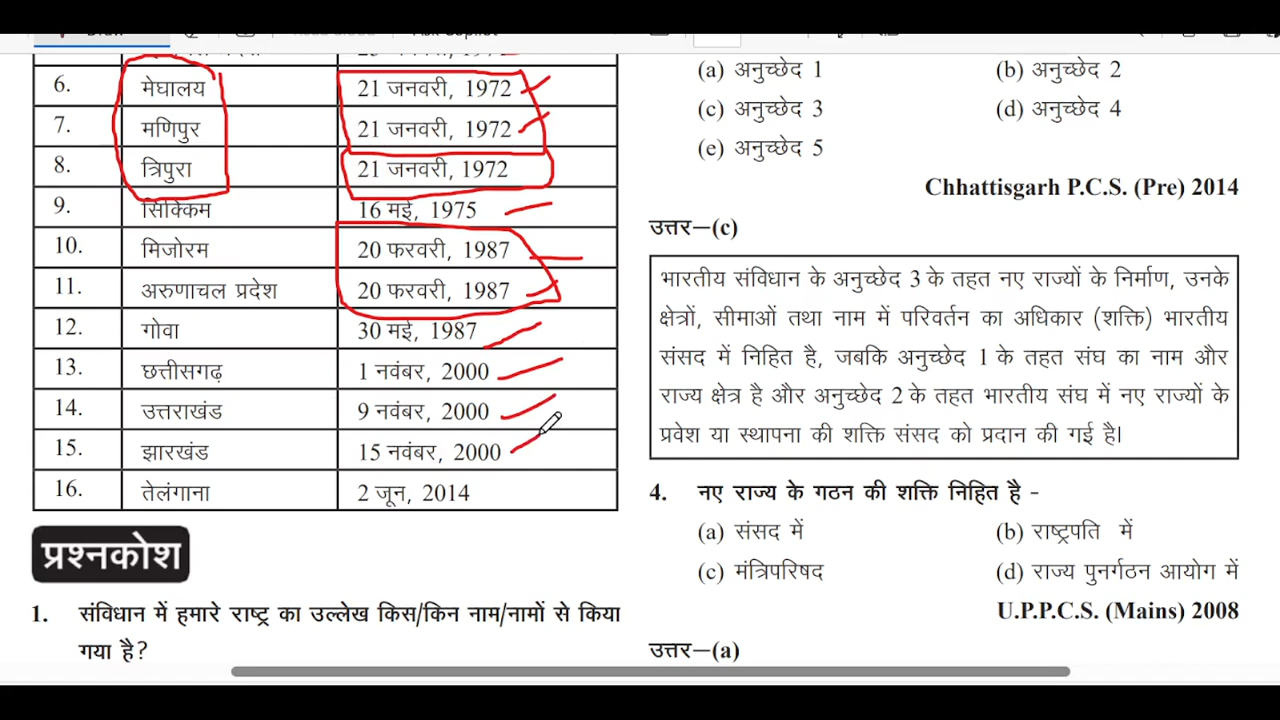 6. मेघालय 21 जनवरी, 1972
7. मणिपुर 21 जनवरी, 1972
8. त्रिपुरा 21 जनवरी, 1972
9. सिक्किम 16 मई, 1975
10. मिजोरम 20 फरवरी, 1987
11. अरुणाचल प्रदेश 20 फरवरी, 1987
12. गोवा 30 मई, 1987
13. छत्तीसगढ़ 1 नवंबर, 2000
14. उत्तराखंड 9 नवंबर, 2000
15. झारखंड 15 नवंबर, 2000
16. तेलंगाना 2 जून, 2014
प्रश्नकोश
1. संविधान में हमारे राष्ट्र का उल्लेख किस/किन नाम/नामों से किया
गया है?
(a) अनुच्छेद 1 (b) अनुच्छेद 2
(c) अनुच्छेद 3 (d) अनुच्छेद 4
(e) अनुच्छेद 5
Chhattisgarh P.C.S. (Pre) 2014
उत्तर–(c)
भारतीय संविधान के अनुच्छेद 3 के तहत नए राज्यों के निर्माण, उनके
क्षेत्रों, सीमाओं तथा नाम में परिवर्तन का अधिकार (शक्ति) भारतीय
संसद में निहित है, जबकि अनुच्छेद 1 के तहत संघ का नाम और
राज्य क्षेत्र है और अनुच्छेद 2 के तहत भारतीय संघ में नए राज्यों के
प्रवेश या स्थापना की शक्ति संसद को प्रदान की गई है।
4. नए राज्य के गठन की शक्ति निहित है -
(a) संसद में (b) राष्ट्रपति में
(c) मंत्रिपरिषद (d) राज्य पुनर्गठन आयोग में
U.P.P.C.S. (Mains) 2008
उत्तर–(a)